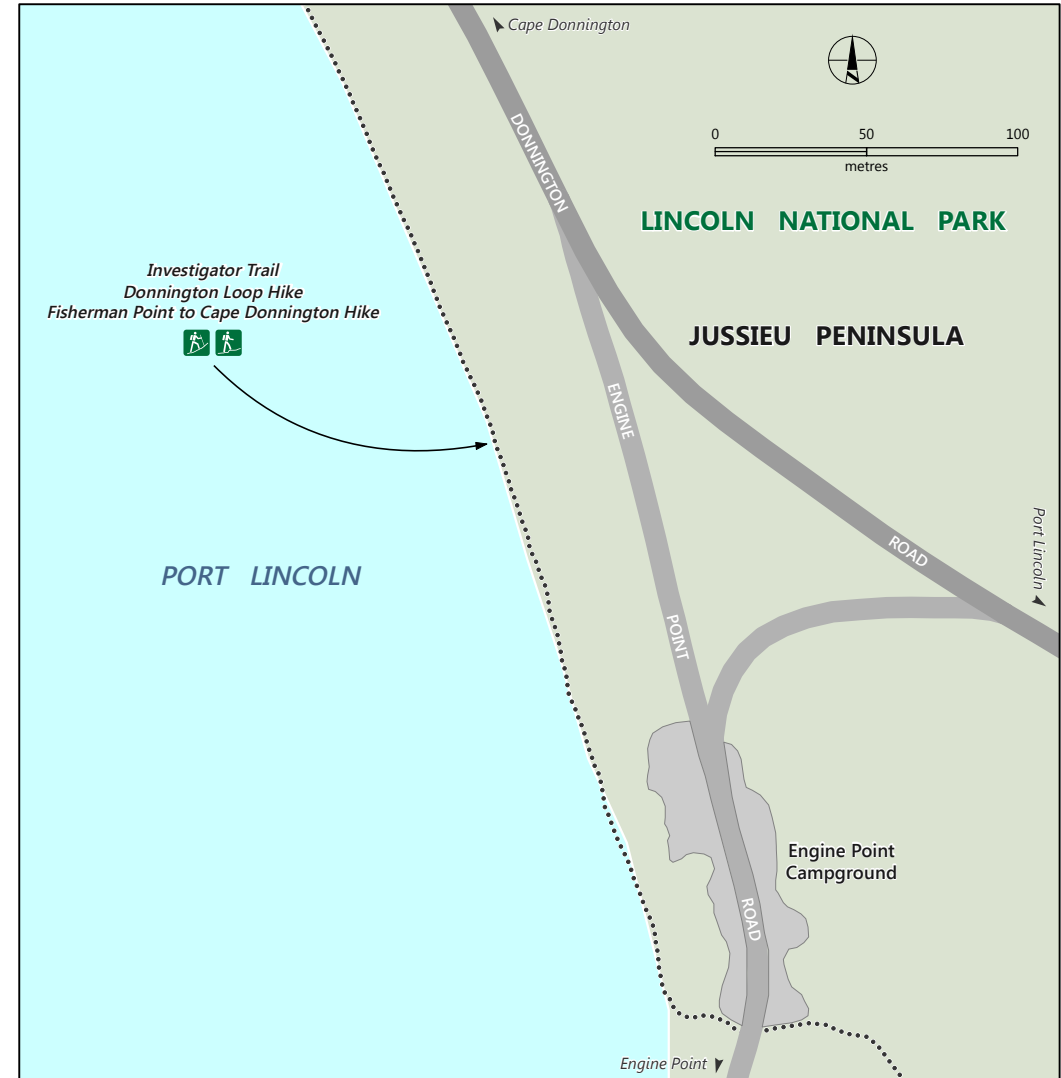 Cape Donnington
0 50 100
metres
DONNINGTON
LINCOLN NATIONAL PARK
Investigator Trail
Donnington Loop Hike
Fisherman Point to Cape Donnington Hike
JUSSIEU PENINSULA
ENGINE
Port Lincoln
ROAD
PORT LINCOLN
POINT
Engine Point
Campground
ROAD
Engine Point